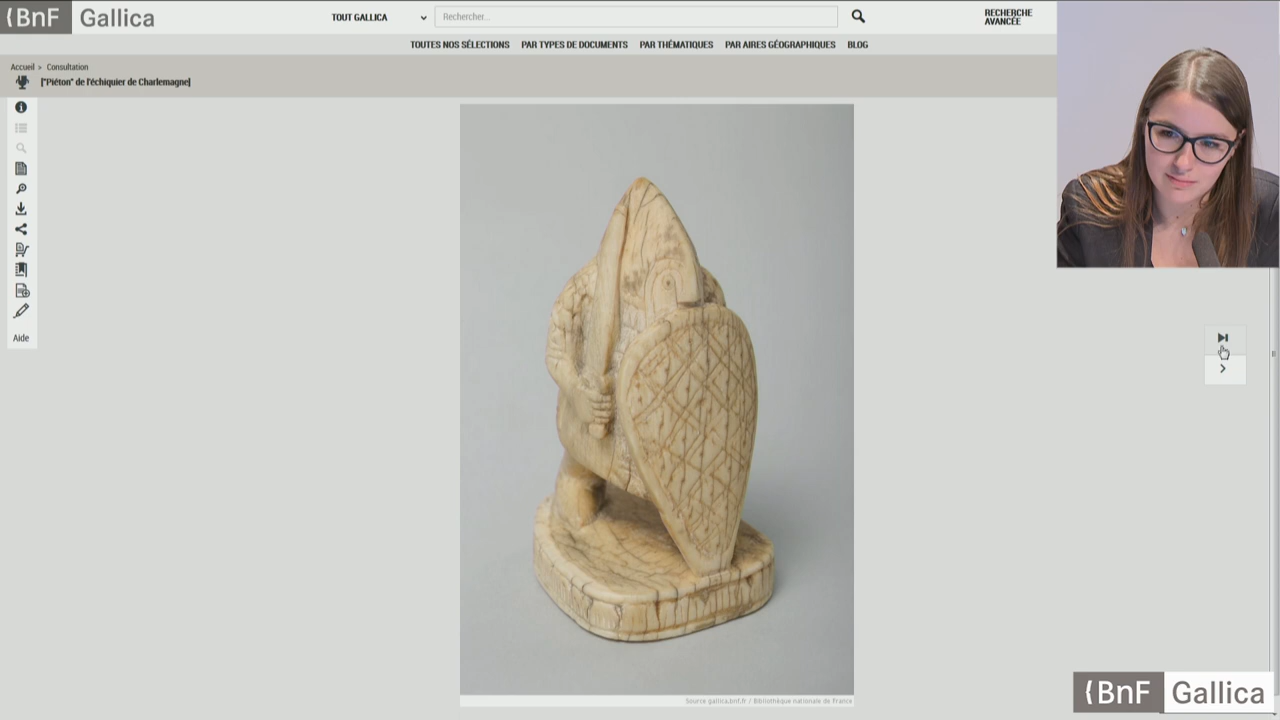 BnF Gallica
TOUT GALLICA
Rechercher...
RECHERCHE
AVANCÉE
TOUTES NOS SÉLECTIONS PAR TYPES DE DOCUMENTS PAR THÉMATIQUES PAR AIRES GÉOGRAPHIQUES BLOG
Accueil > Consultation
["Piéton" de l'échiquier de Charlemagne]
Aide
Source gallica.bnf.fr / Bibliothèque nationale de France
BnF Gallica